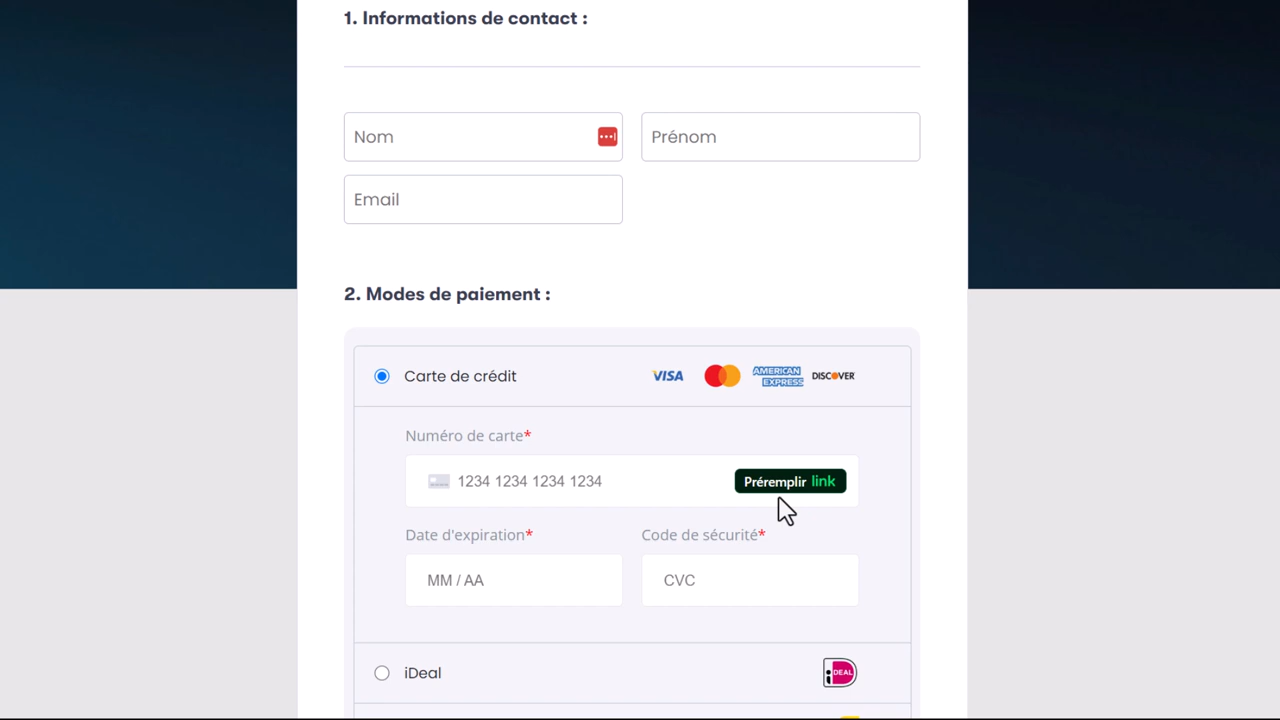 1. Informations de contact :
Nom
Prénom
Email
2. Modes de paiement :
Carte de crédit
VISA
AMERICAN
EXPRESS
DISCOVER
Numéro de carte*
1234 1234 1234 1234
Préremplir link
Date d'expiration*
Code de sécurité*
MM / AA
CVC
iDeal
iDEAL